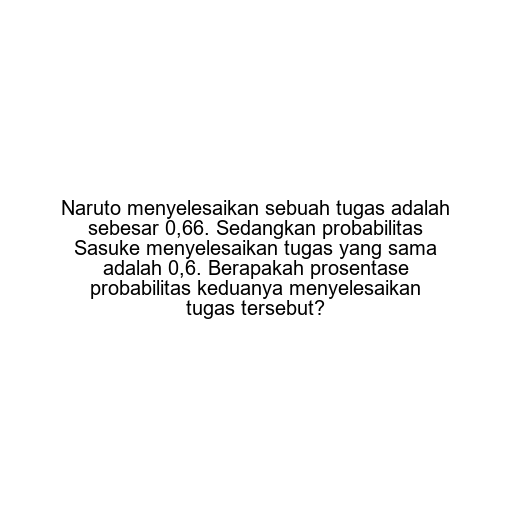 Naruto menyelesaikan sebuah tugas adalah
sebesar 0,66. Sedangkan probabilitas
Sasuke menyelesaikan tugas yang sama
adalah 0,6. Berapakah prosentase
probabilitas keduanya menyelesaikan
tugas tersebut?